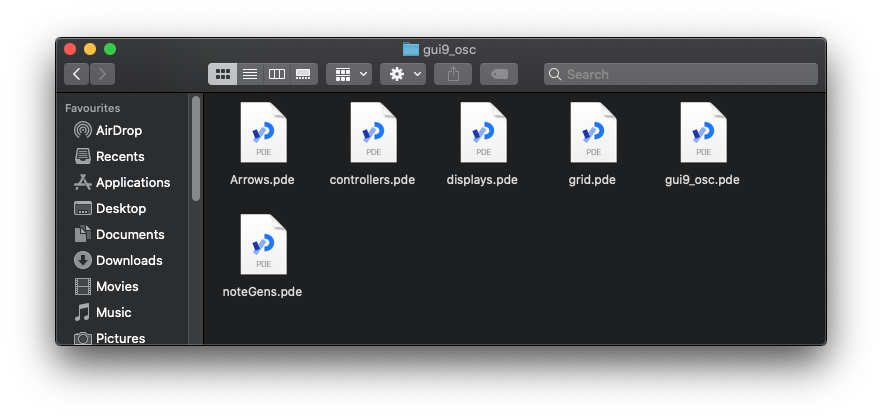 gui9_osc
Search
Favourites
AirDrop
Recents
Applications
Desktop
Documents
Downloads
Movies
Music
Pictures
PDE PDE PDE PDE PDE
Arrows.pde controllers.pde displays.pde grid.pde gui9_osc.pde
PDE
noteGens.pde